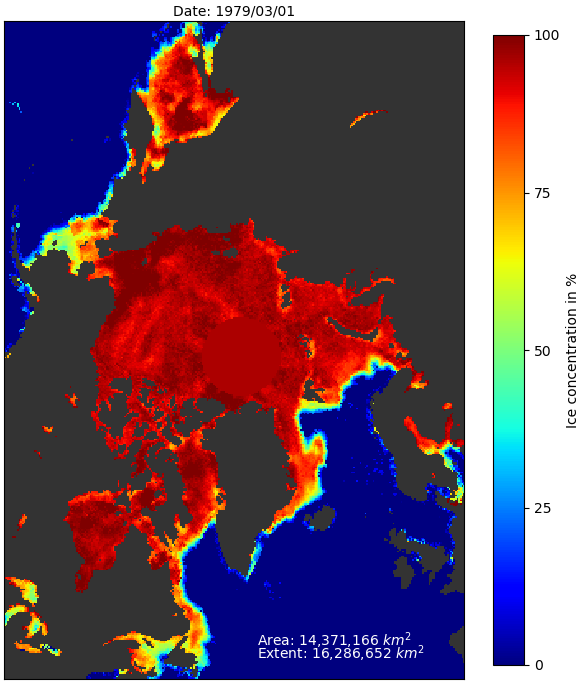 Date: 1979/03/01
100
75
50
25
0
Ice concentration in %
Area: 14,371,166 km²
Extent: 16,286,652 km²